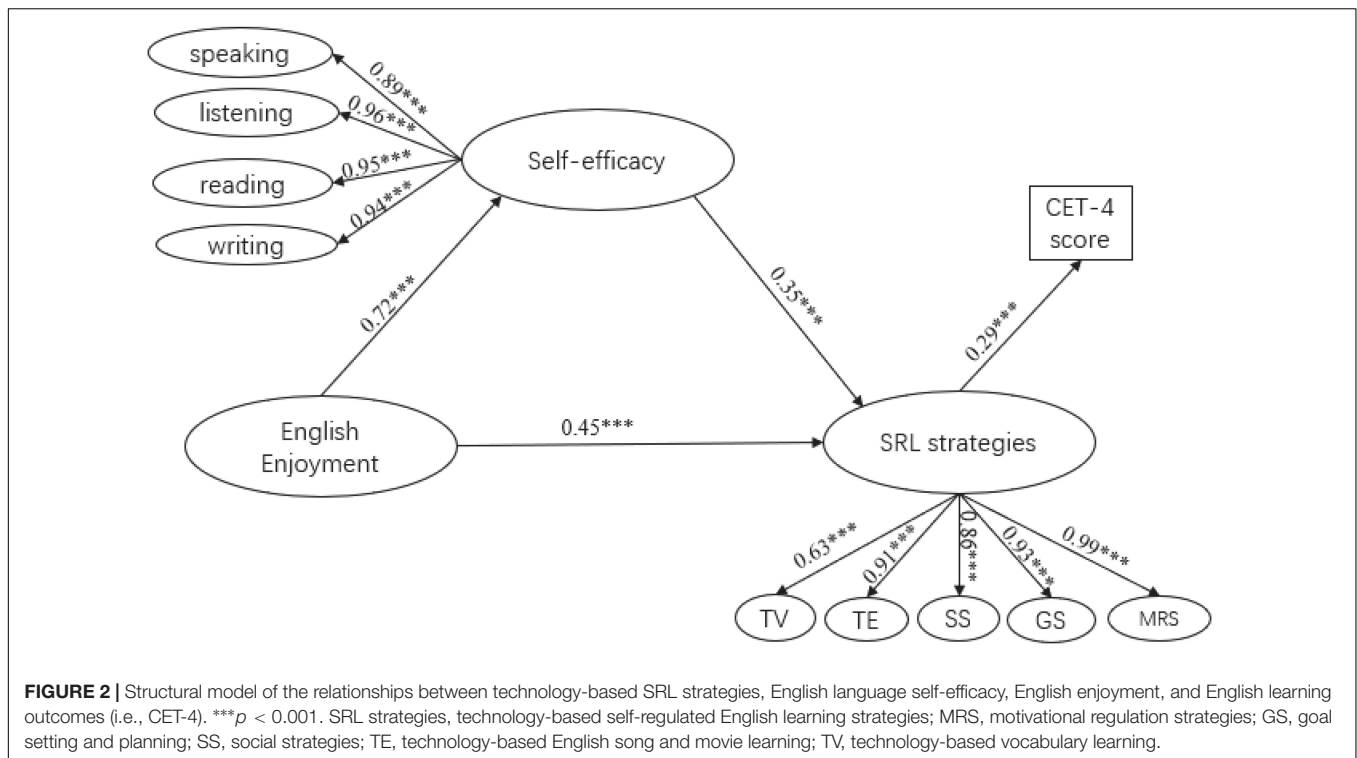 speaking
0.89***
listening
0.96***
reading
0.95***
writing
0.94***
Self-efficacy
CET-4
score
0.72***
0.35***
0.29***
English
Enjoyment
0.45***
SRL strategies
0.63***
0.91***
0.86***
0.93***
0.99***
TV
TE
SS
GS
MRS
FIGURE 2 | Structural model of the relationships between technology-based SRL strategies, English language self-efficacy, English enjoyment, and English learning
outcomes (i.e., CET-4). ***p < 0.001. SRL strategies, technology-based self-regulated English learning strategies; MRS, motivational regulation strategies; GS, goal
setting and planning; SS, social strategies; TE, technology-based English song and movie learning; TV, technology-based vocabulary learning.